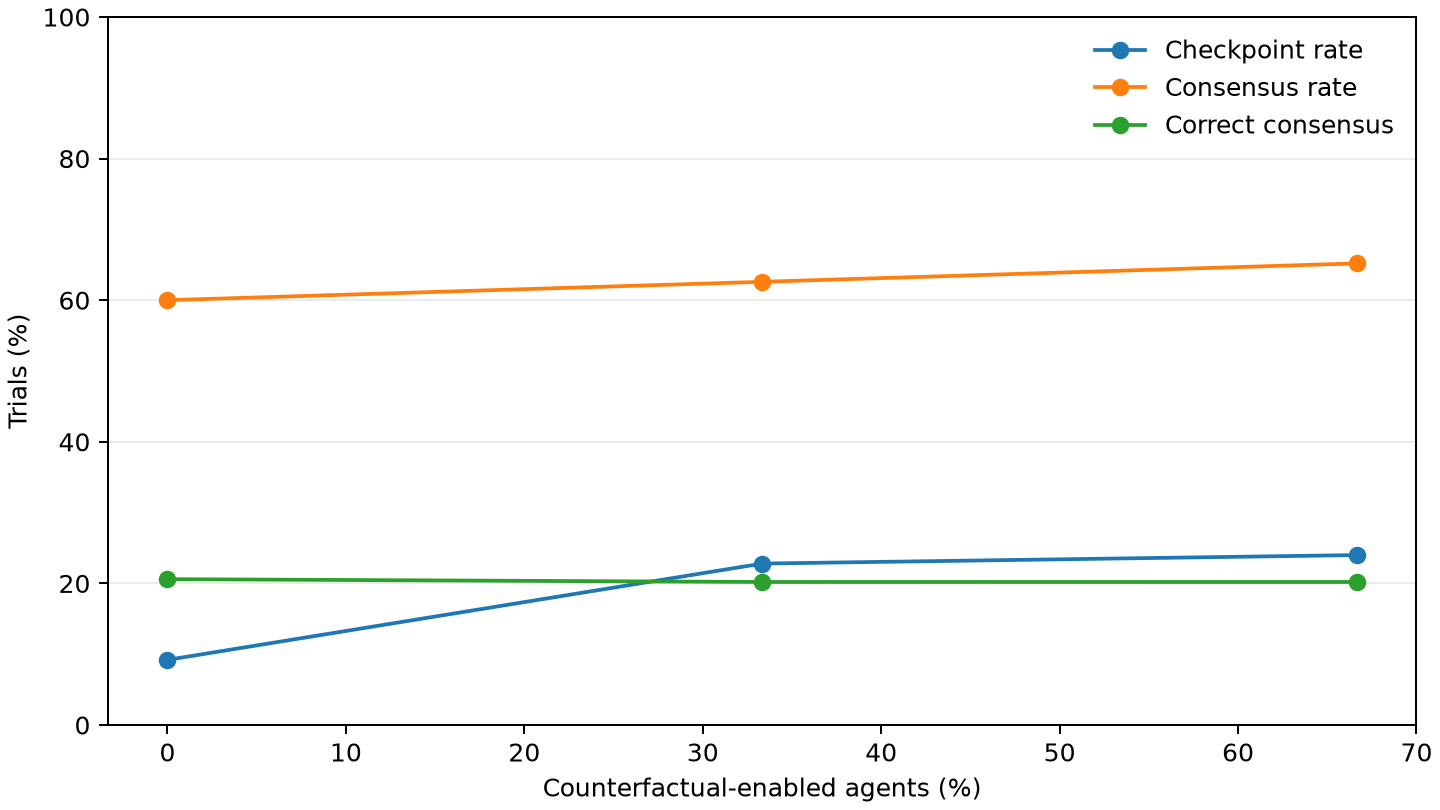 100
80
60
40
20
0
Trials (%)
Checkpoint rate
Consensus rate
Correct consensus
0 10 20 30 40 50 60 70
Counterfactual-enabled agents (%)